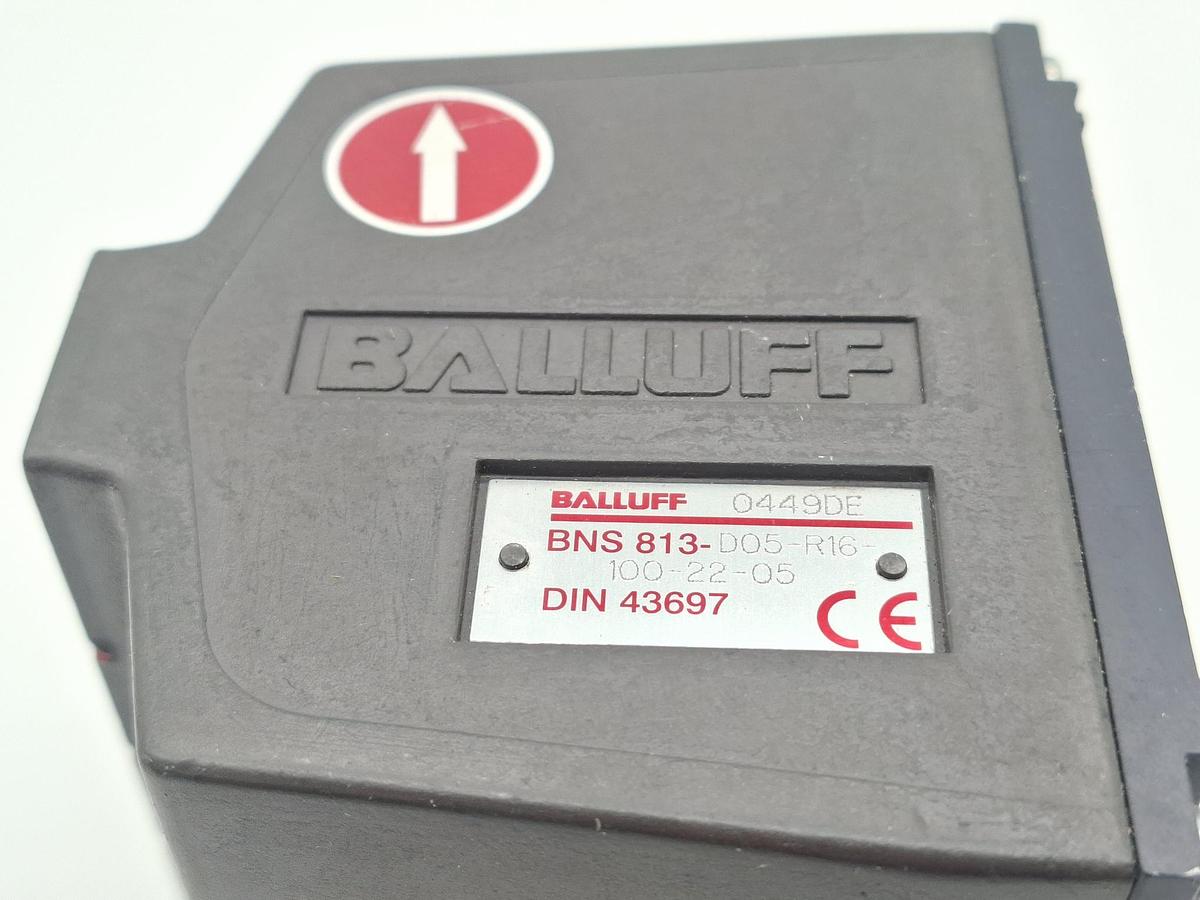 BALLUFF
BALLUFF 0449DE
BNS 813-D05-R16-
100-22-05
DIN 43697
CE